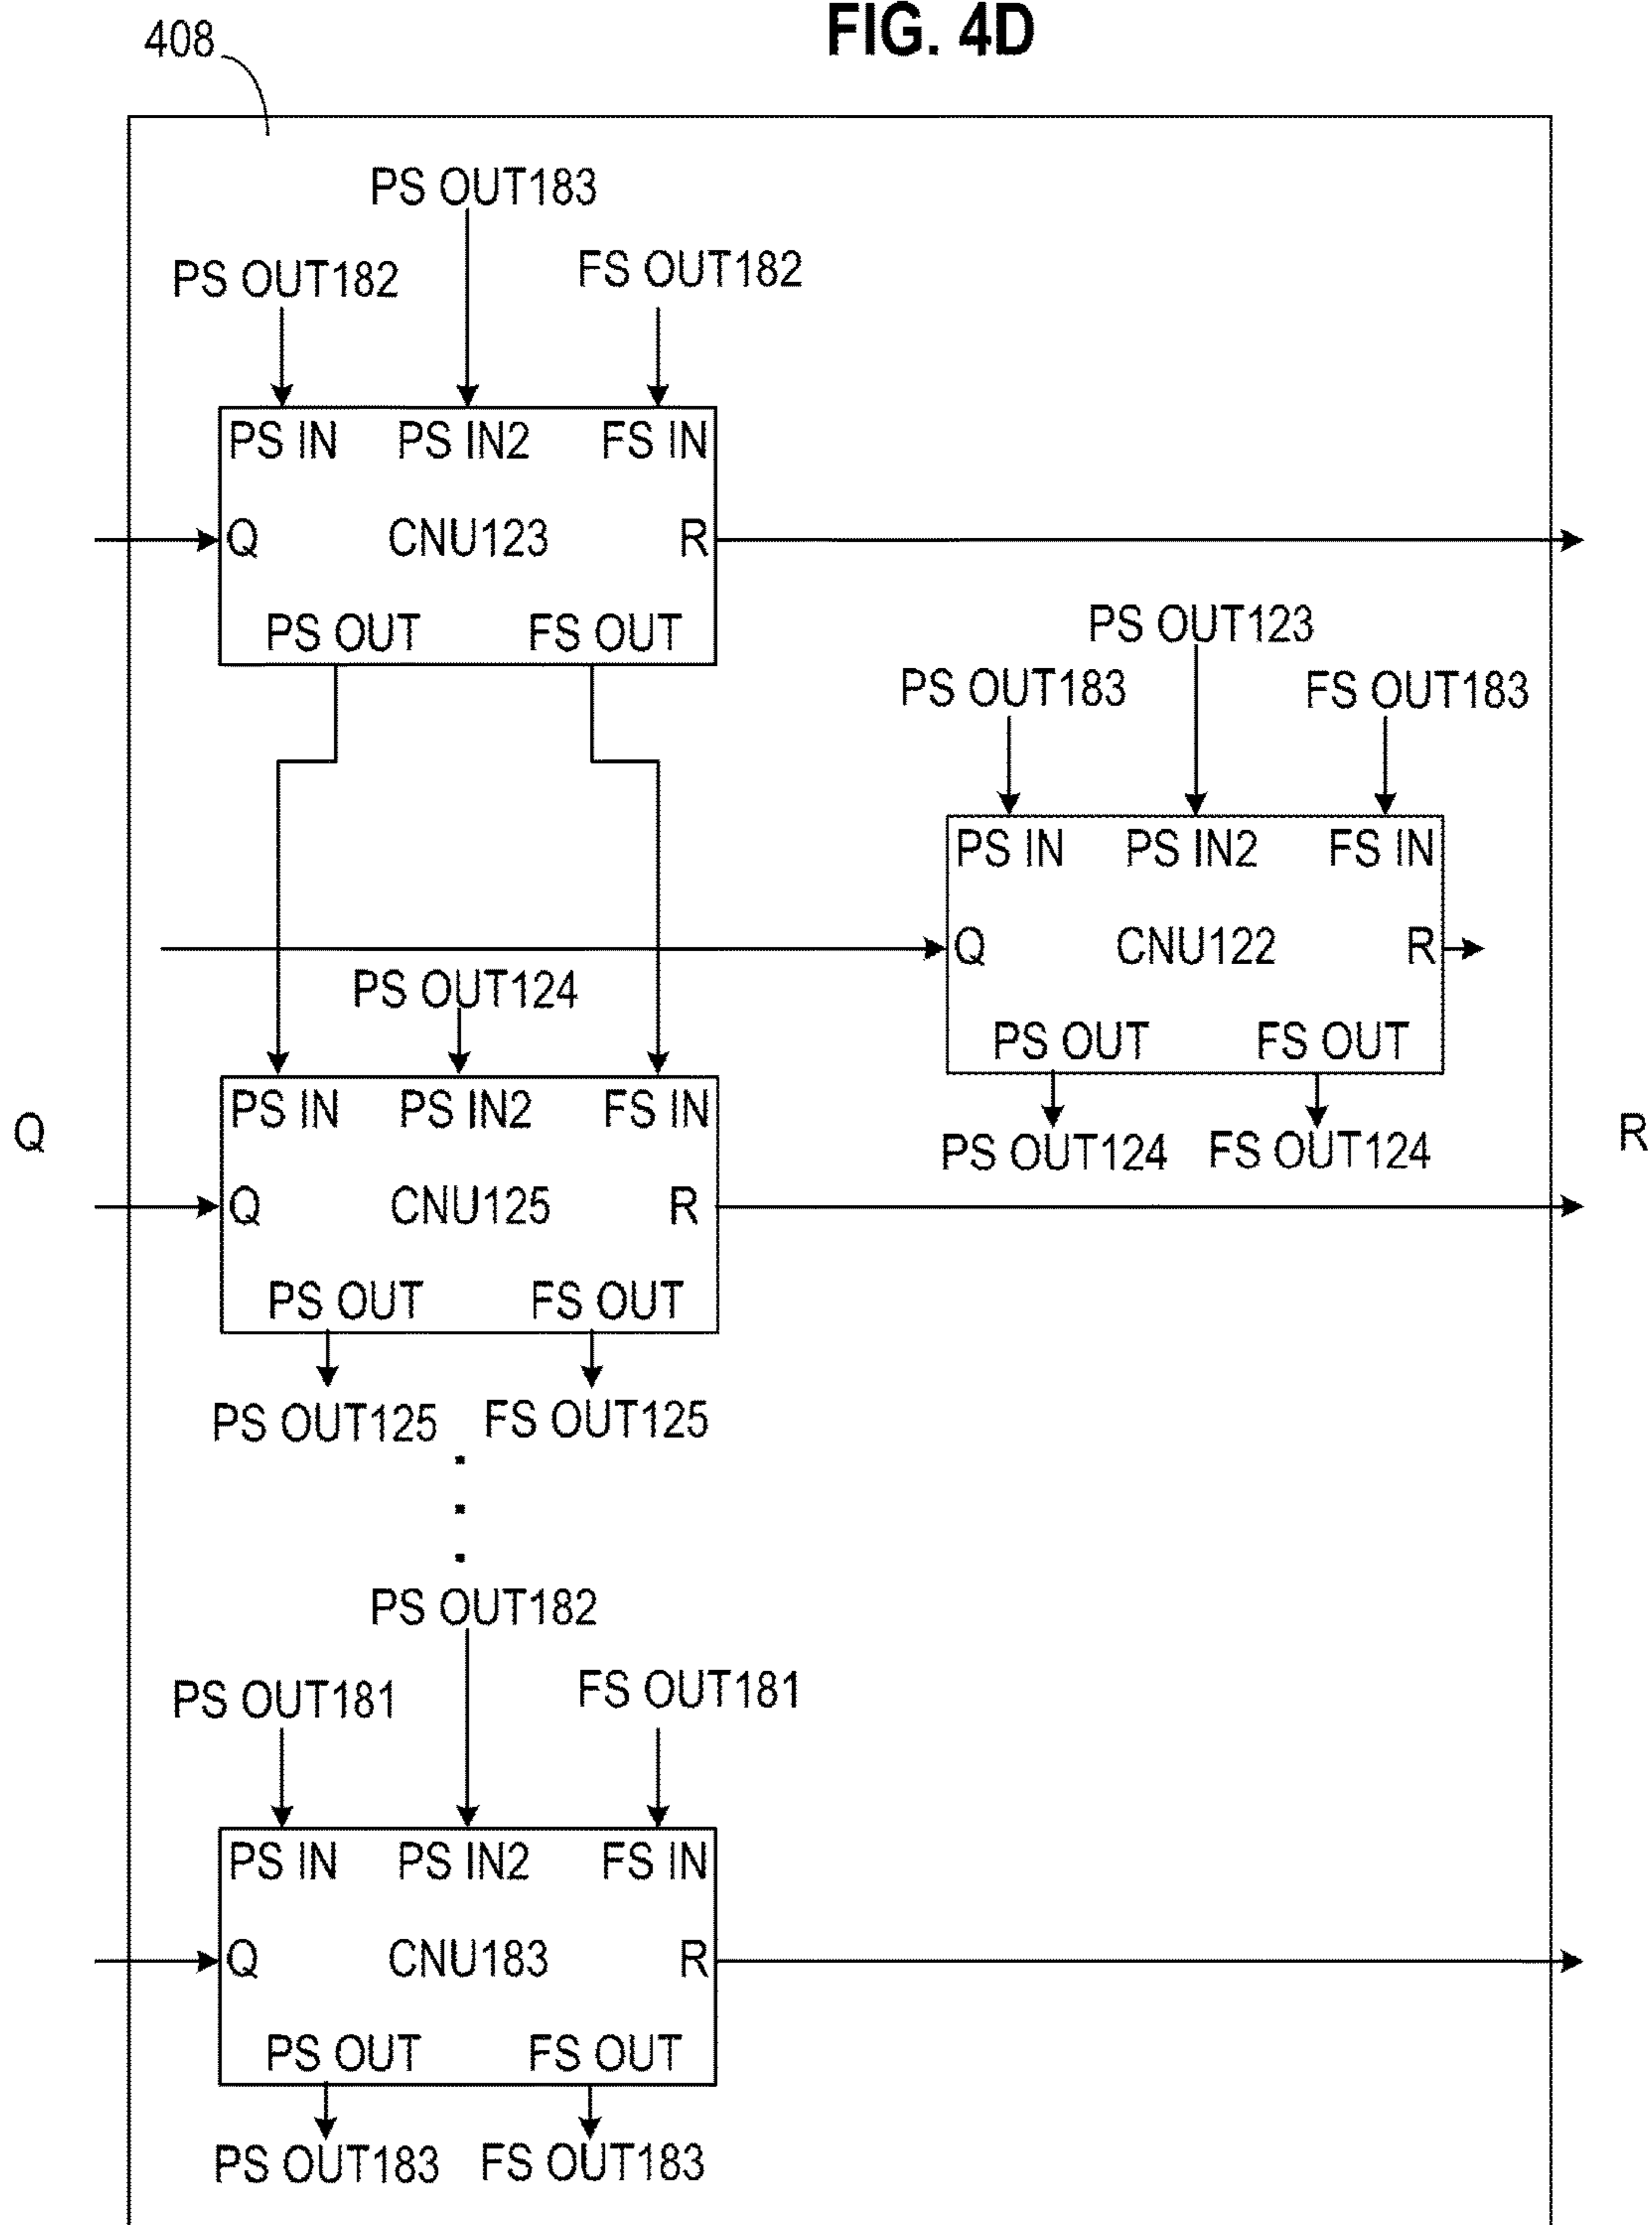 FIG. 4D
408
PS OUT183
PS OUT182 FS OUT182
PS IN PS IN2 FS IN
Q CNU123 R
PS OUT FS OUT
PS OUT123
PS OUT183 FS OUT183
PS IN PS IN2 FS IN
Q CNU122 R
PS OUT FS OUT
PS OUT124 FS OUT124
PS OUT124
PS IN PS IN2 FS IN
Q CNU125 R
PS OUT FS OUT
PS OUT125 FS OUT125
Q
R
PS OUT182
PS OUT181 FS OUT181
PS IN PS IN2 FS IN
Q CNU183 R
PS OUT FS OUT
PS OUT183 FS OUT183